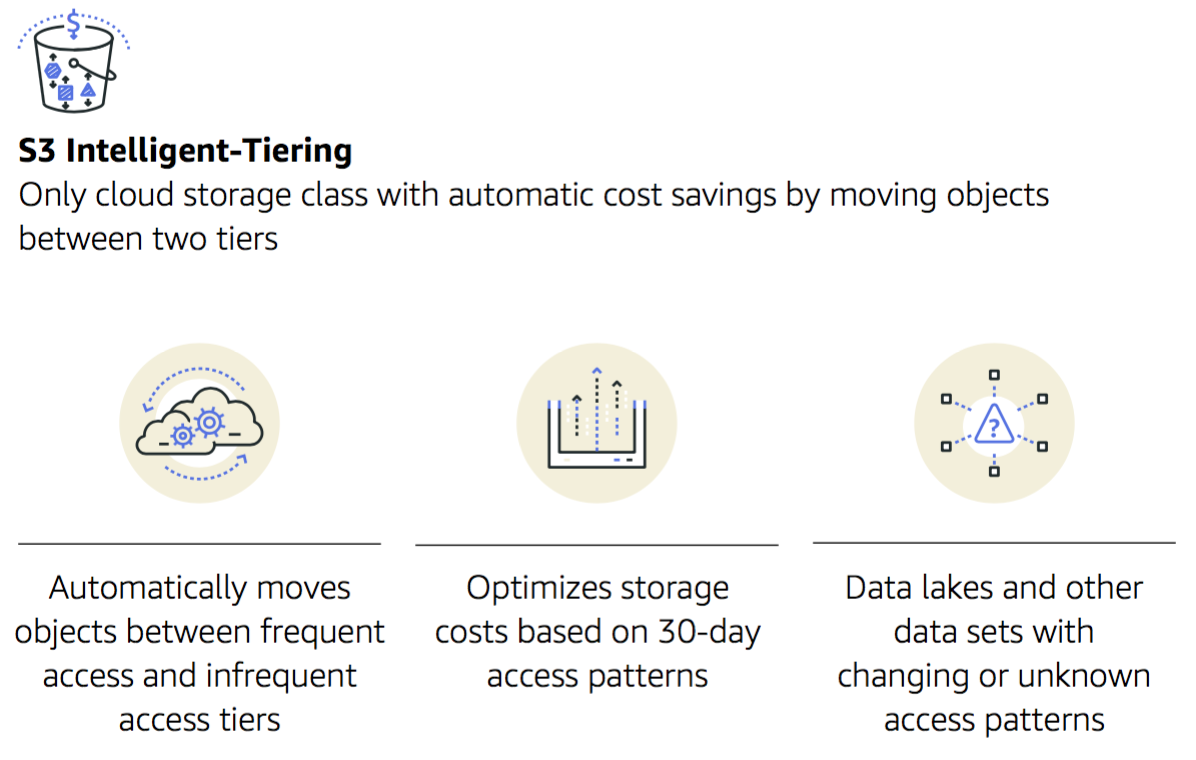 $
S3 Intelligent-Tiering
Only cloud storage class with automatic cost savings by moving objects
between two tiers
?
Automatically moves
objects between frequent
access and infrequent
access tiers
Optimizes storage
costs based on 30-day
access patterns
Data lakes and other
data sets with
changing or unknown
access patterns